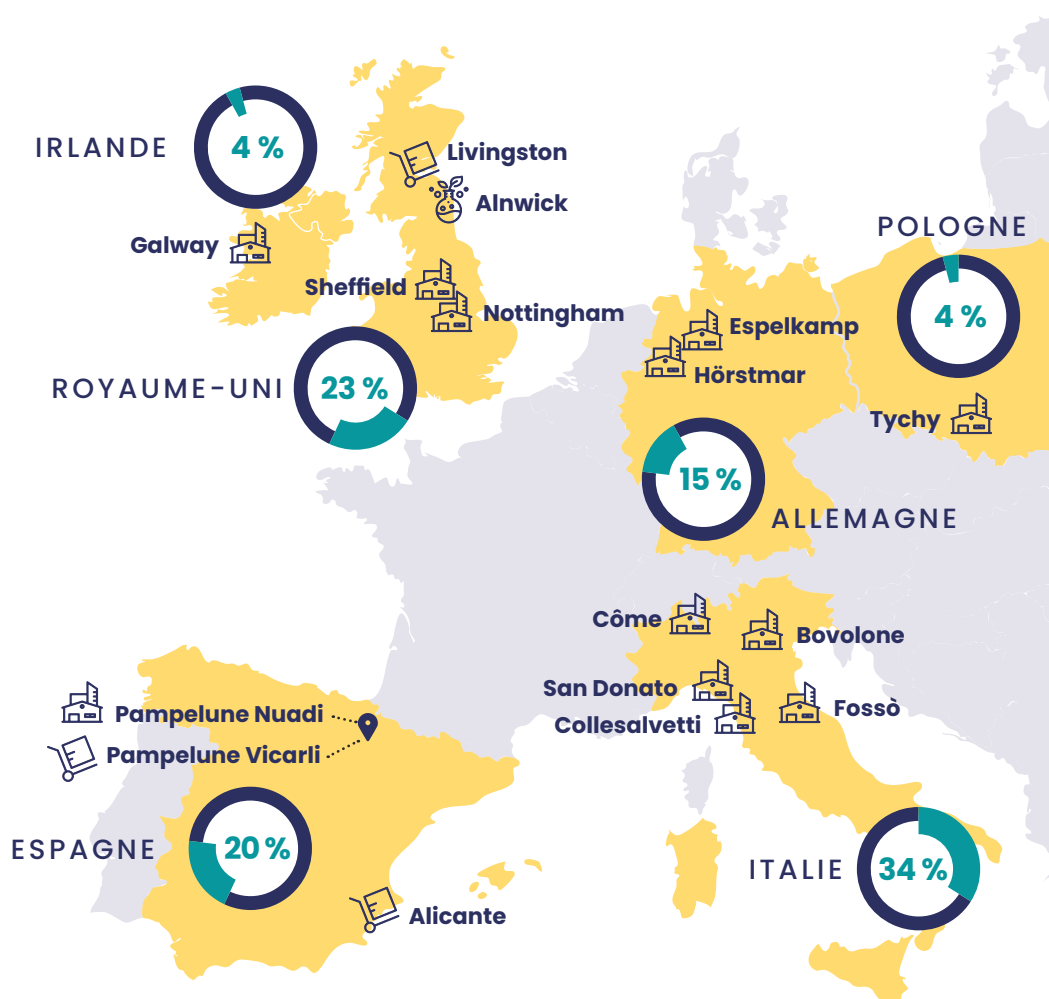 IRLANDE
4 %
Livingston
Alnwick
Galway
Sheffield
Nottingham
ROYAUME-UNI
23 %
POLOGNE
4 %
Espelkamp
Hörstmar
Tychy
15 %
ALLEMAGNE
Côme
Bovolone
San Donato
Collesalvetti
Fossò
Pampelune Nuadi
Pampelune Vicarli
ESPAGNE
20 %
Alicante
ITALIE
34 %